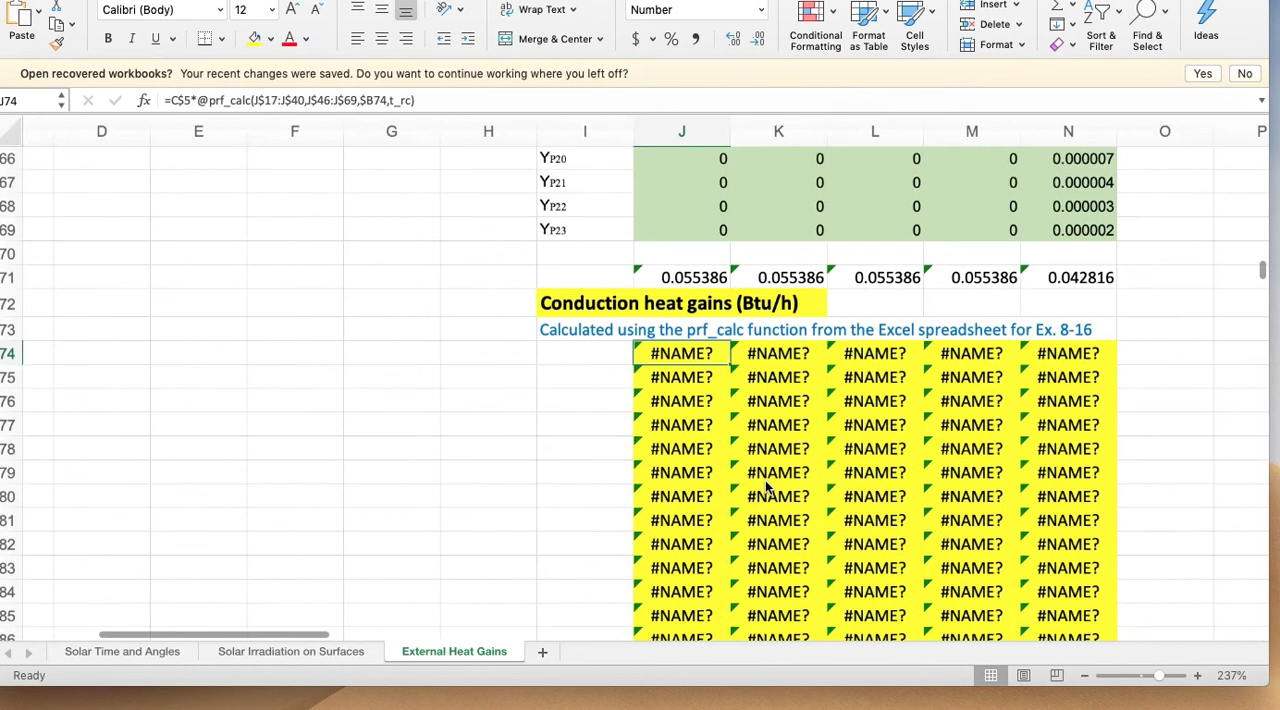 Calibri (Body) 12 A^ A˅ Wrap Text Number Insert
Paste B I U A Merge & Center $ % 9 .0 .00 Conditional Formatting Format as Table Cell Styles Delete Format Sort & Filter Find & Select Ideas
Open recovered workbooks? Your recent changes were saved. Do you want to continue working where you left off? Yes No
J74 fx =C$5*@prf_calc(J$17:J$40,J$46:J$69,$B74,t_rc)
D E F G H I J K L M N O P
66 YP20 0 0 0 0 0.000007
67 YP21 0 0 0 0 0.000004
68 YP22 0 0 0 0 0.000003
69 YP23 0 0 0 0 0.000002
70
71 0.055386 0.055386 0.055386 0.055386 0.042816
72 Conduction heat gains (Btu/h)
73 Calculated using the prf_calc function from the Excel spreadsheet for Ex. 8-16
74 #NAME? #NAME? #NAME? #NAME? #NAME?
75 #NAME? #NAME? #NAME? #NAME? #NAME?
76 #NAME? #NAME? #NAME? #NAME? #NAME?
77 #NAME? #NAME? #NAME? #NAME? #NAME?
78 #NAME? #NAME? #NAME? #NAME? #NAME?
79 #NAME? #NAME? #NAME? #NAME? #NAME?
80 #NAME? #NAME? #NAME? #NAME? #NAME?
81 #NAME? #NAME? #NAME? #NAME? #NAME?
82 #NAME? #NAME? #NAME? #NAME? #NAME?
83 #NAME? #NAME? #NAME? #NAME? #NAME?
84 #NAME? #NAME? #NAME? #NAME? #NAME?
85 #NAME? #NAME? #NAME? #NAME? #NAME?
86 #NAME? #NAME? #NAME? #NAME? #NAME?
Solar Time and Angles Solar Irradiation on Surfaces External Heat Gains +
Ready 237%